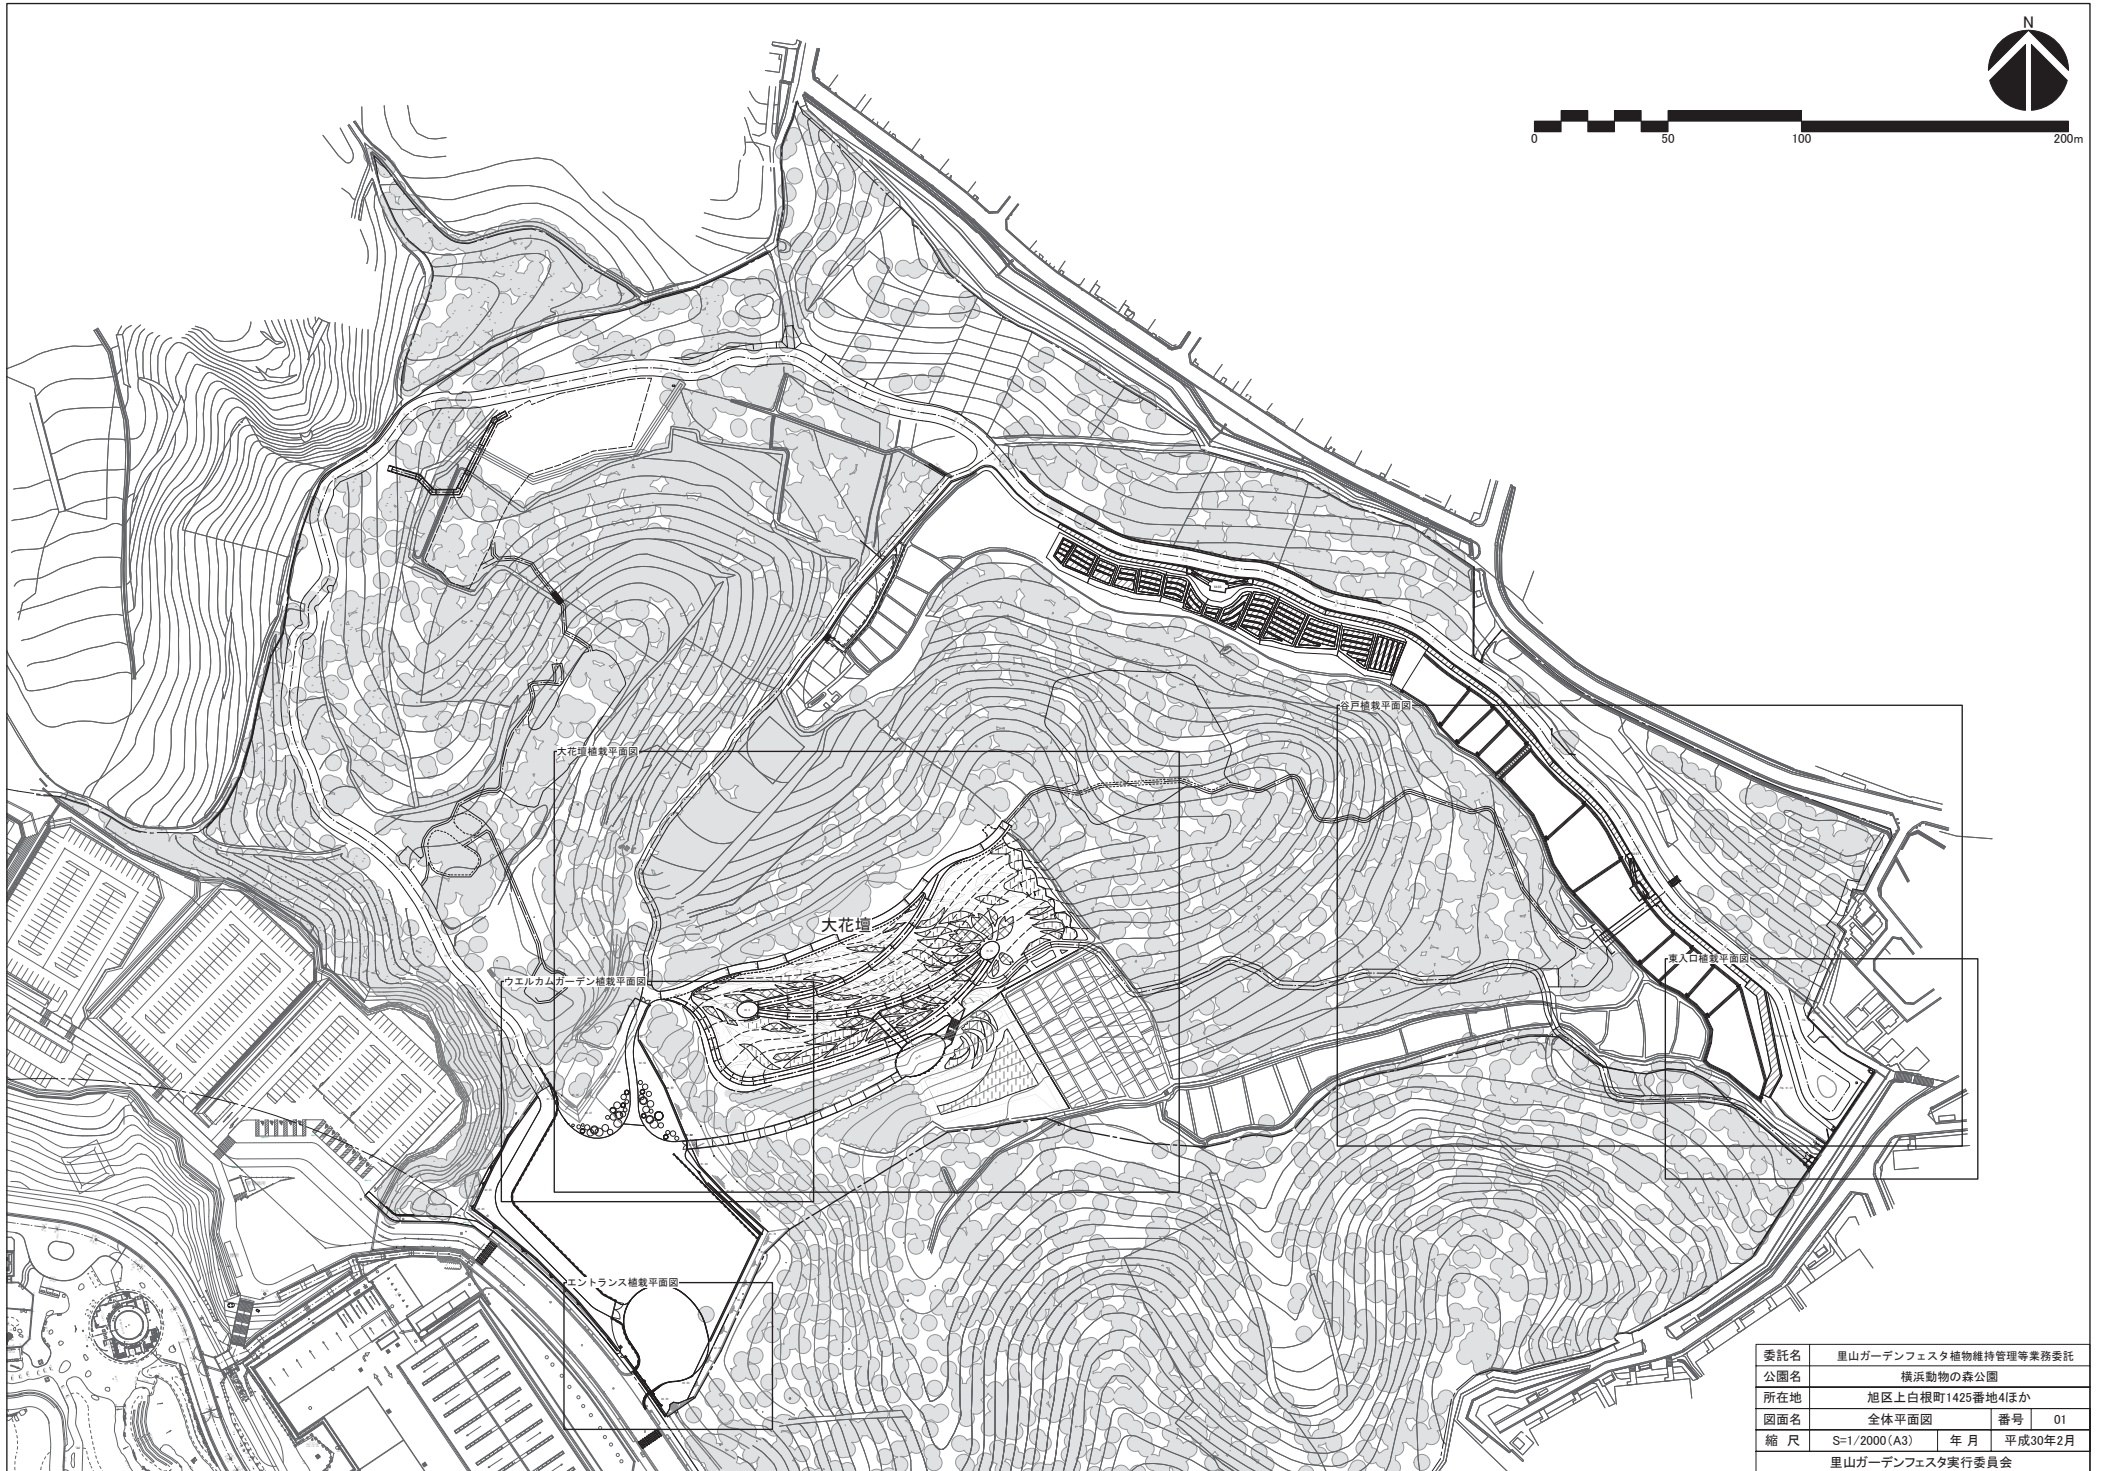 N
0 50 100 200m
谷戸植栽平面図
大花壇植栽平面図
大花壇
東入口植栽平面図
ウエルカムガーデン植栽平面図
エントランス植栽平面図
委託名 里山ガーデンフェスタ植物維持管理等業務委託
公園名 横浜動物の森公園
所在地 旭区上白根町1425番地4ほか
図面名 全体平面図 番号 01
縮 尺 S=1/2000(A3) 年 月 平成30年2月
里山ガーデンフェスタ実行委員会